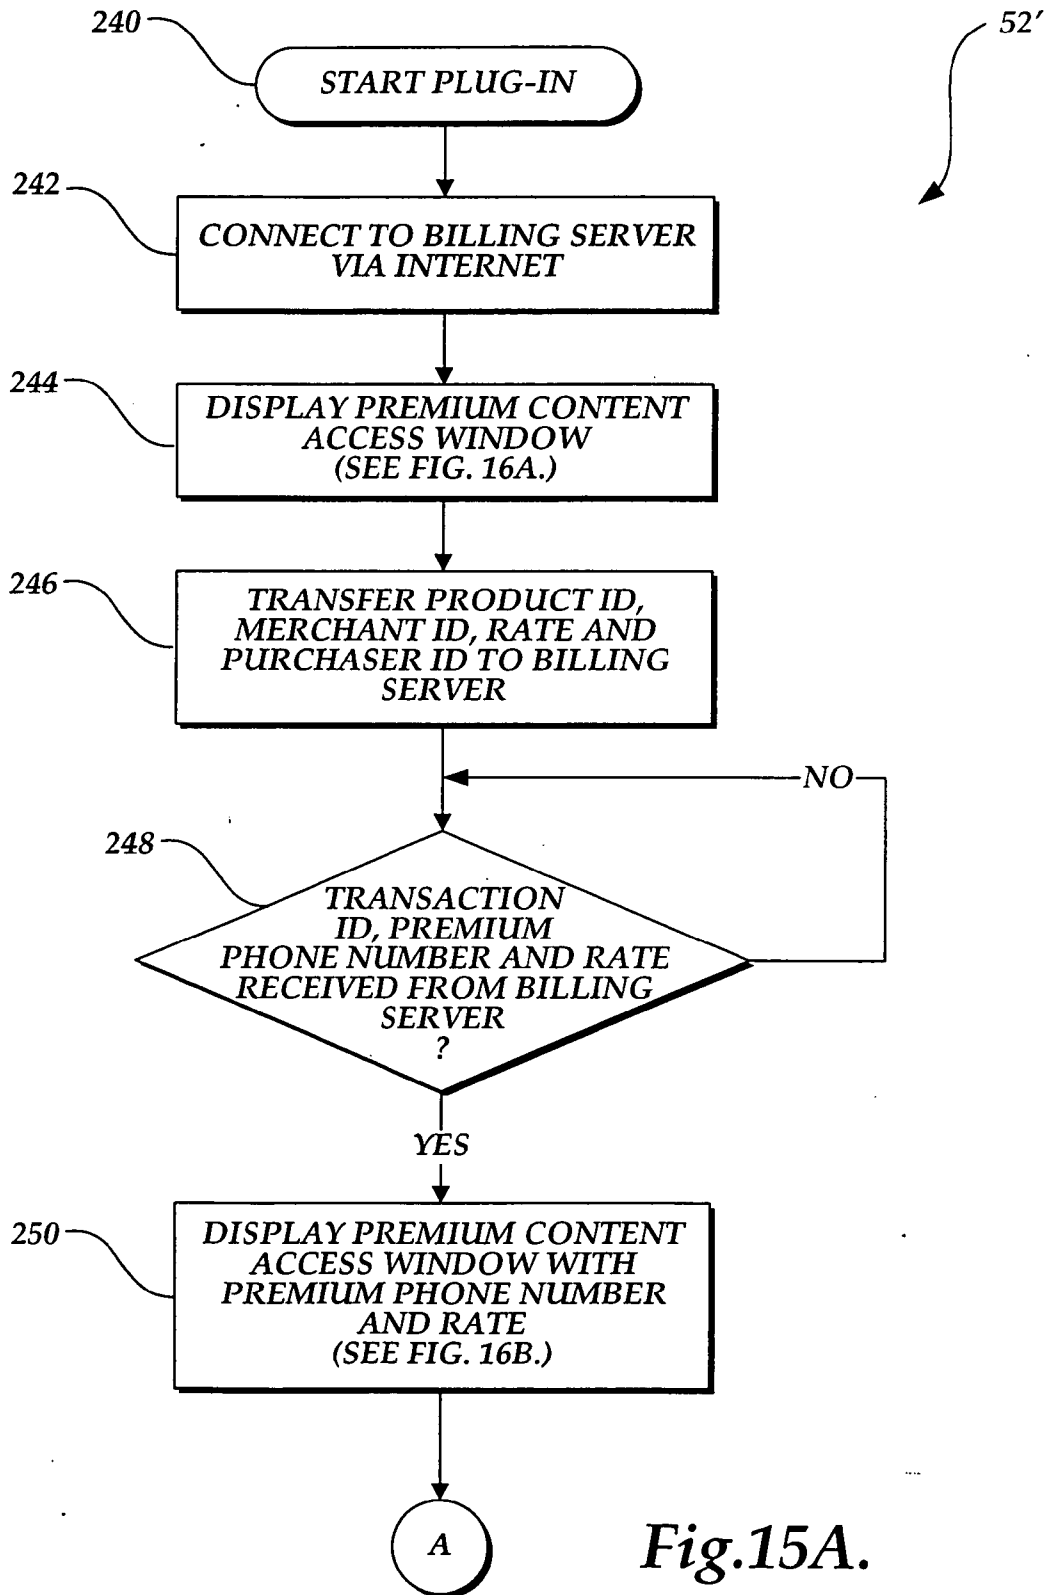 240
52'
START PLUG-IN
242
CONNECT TO BILLING SERVER
VIA INTERNET
244
DISPLAY PREMIUM CONTENT
ACCESS WINDOW
(SEE FIG. 16A.)
246
TRANSFER PRODUCT ID,
MERCHANT ID, RATE AND
PURCHASER ID TO BILLING
SERVER
NO
248
TRANSACTION
ID, PREMIUM
PHONE NUMBER AND RATE
RECEIVED FROM BILLING
SERVER
?
YES
250
DISPLAY PREMIUM CONTENT
ACCESS WINDOW WITH
PREMIUM PHONE NUMBER
AND RATE
(SEE FIG. 16B.)
A
Fig.15A.